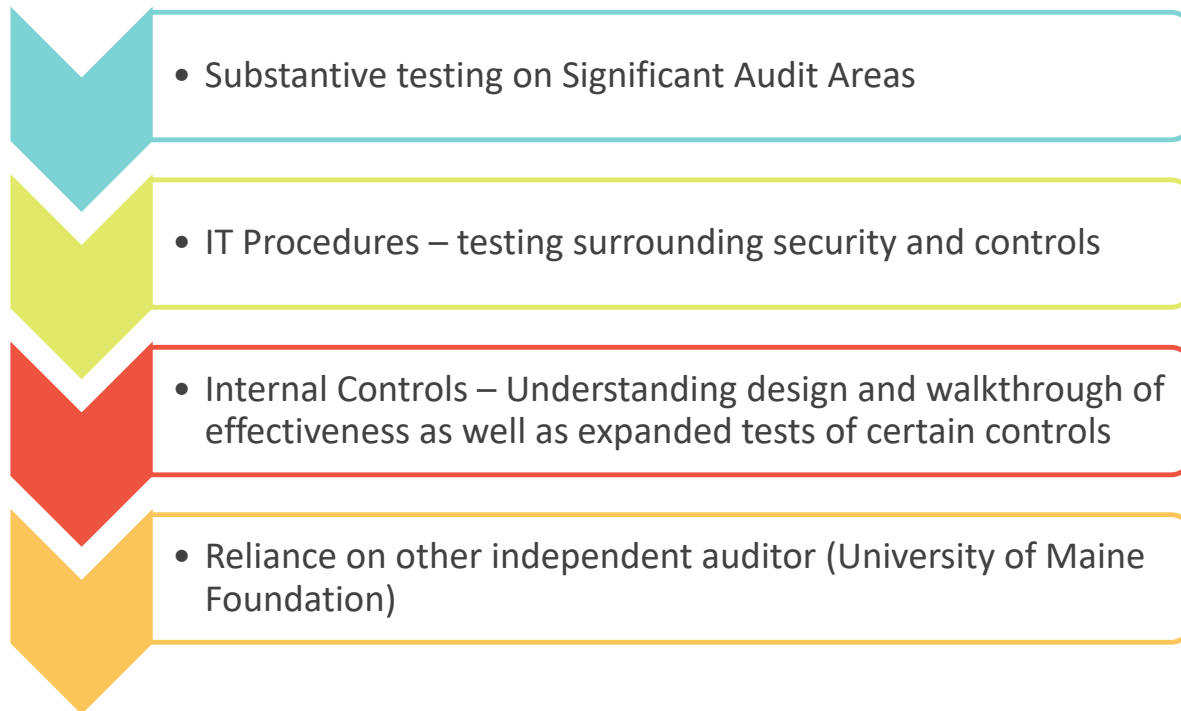 • Substantive testing on Significant Audit Areas
• IT Procedures – testing surrounding security and controls
• Internal Controls – Understanding design and walkthrough of
effectiveness as well as expanded tests of certain controls
• Reliance on other independent auditor (University of Maine
Foundation)